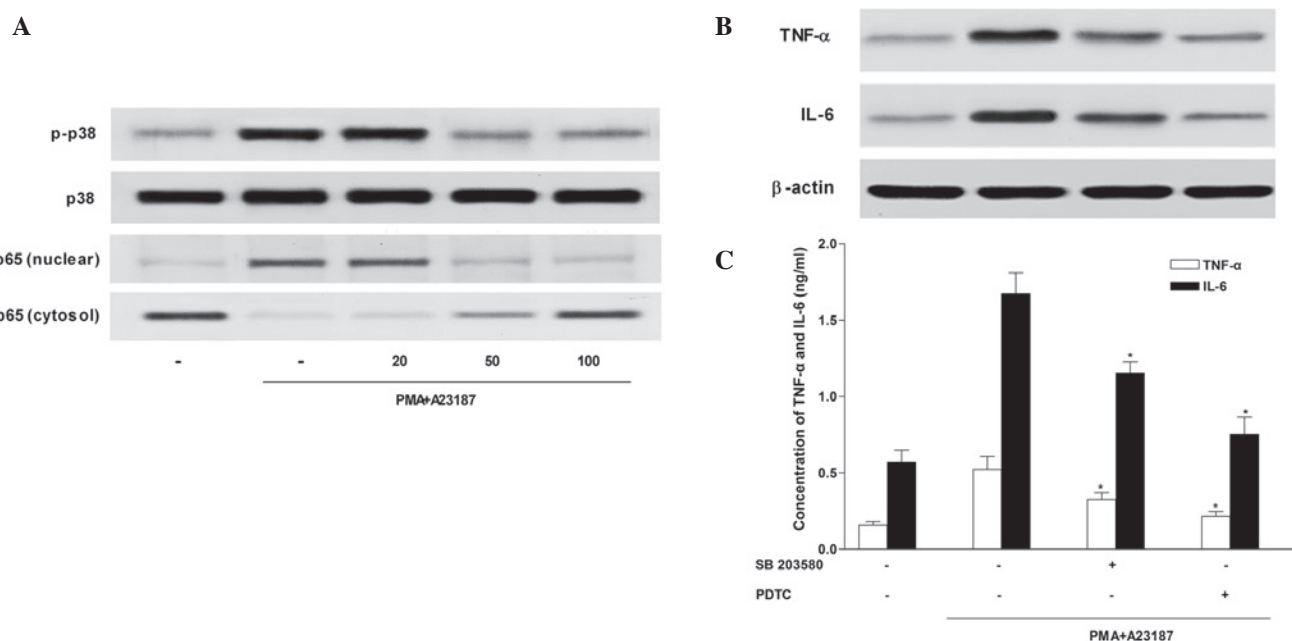 A
p-p38
p38
p65 (nuclear)
p65 (cytosol)
- - 20 50 100
PMA+A23187
B
TNF-α
IL-6
β-actin
C
Concentration of TNF-α and IL-6 (ng/ml)
2.0
1.5
1.0
0.5
0.0
TNF-α
IL-6
* *
* *
SB 203580 - - + -
PDTC - - - +
PMA+A23187